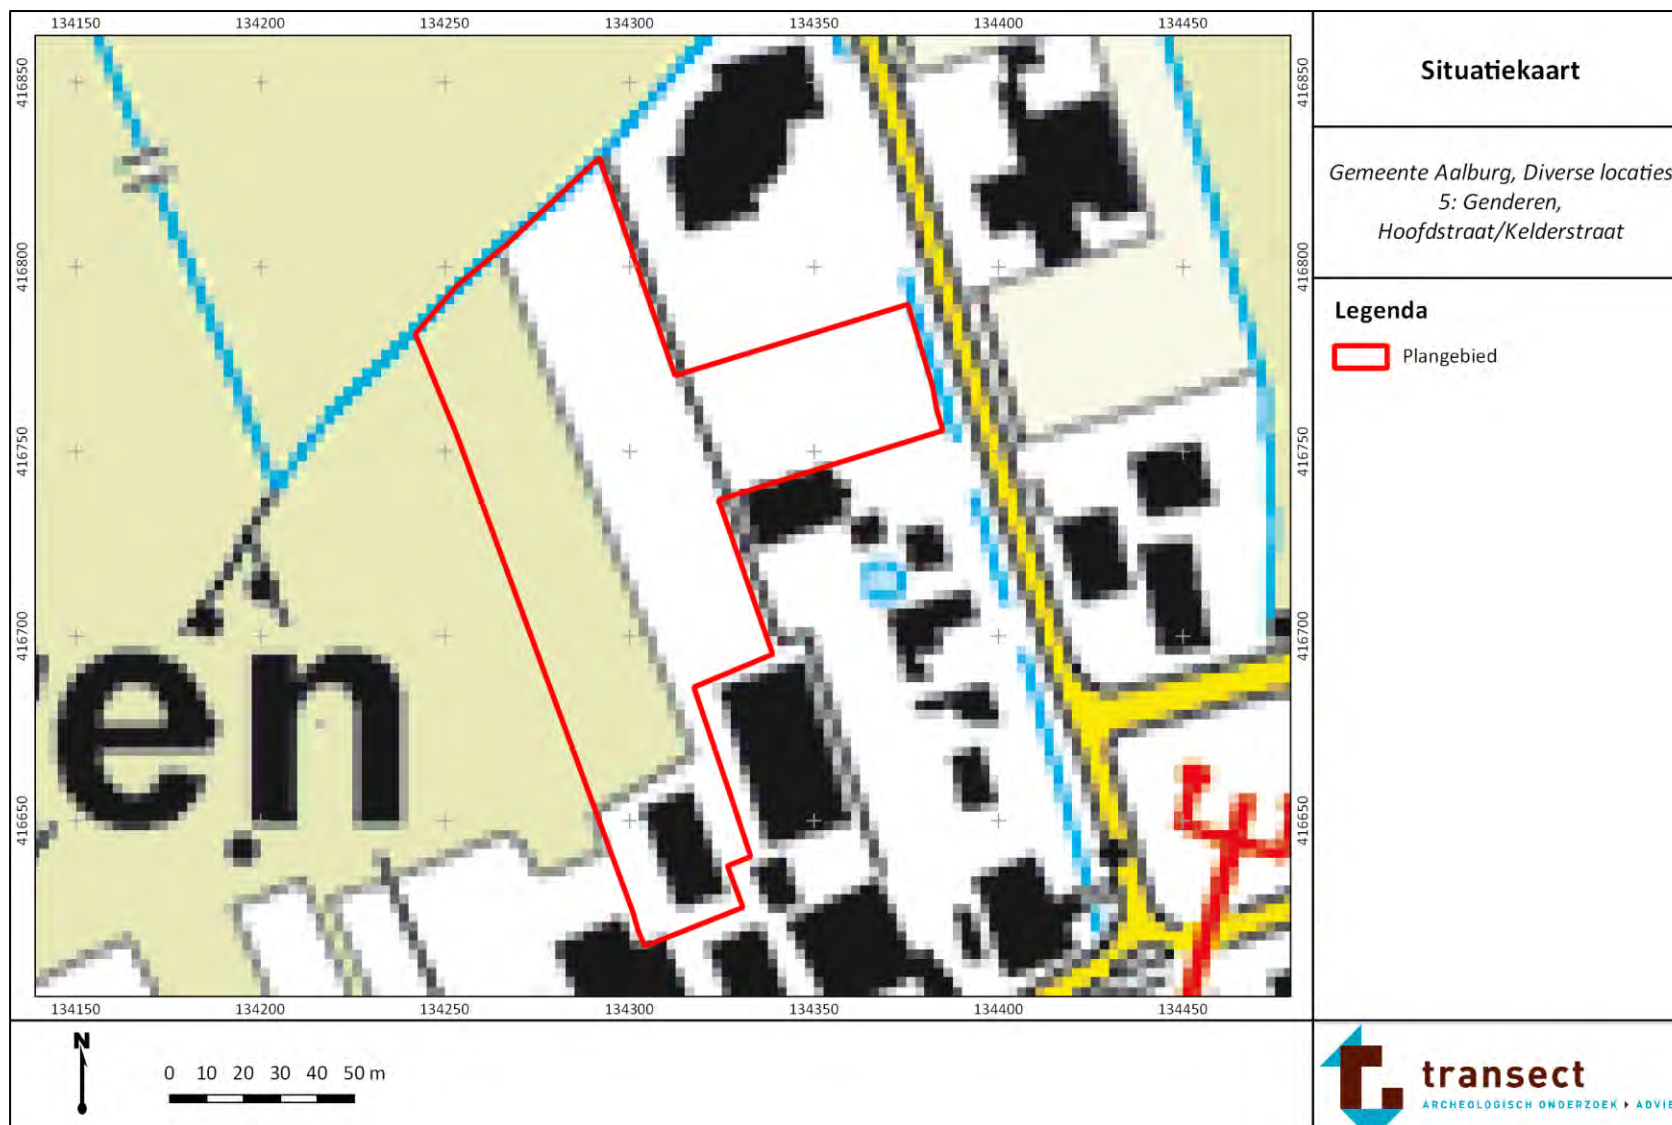 134150 134200 134250 134300 134350 134400 134450
416850
416800
416750
416700
416650
416850
416800
416750
416700
416650
en
134150 134200 134250 134300 134350 134400 134450
N
0 10 20 30 40 50 m
Situatiekaart
Gemeente Aalburg, Diverse locaties
5: Genderen,
Hoofdstraat/Kelderstraat
Legenda
Plangebied
transect
ARCHEOLOGISCH ONDERZOEK ▸ ADVIE